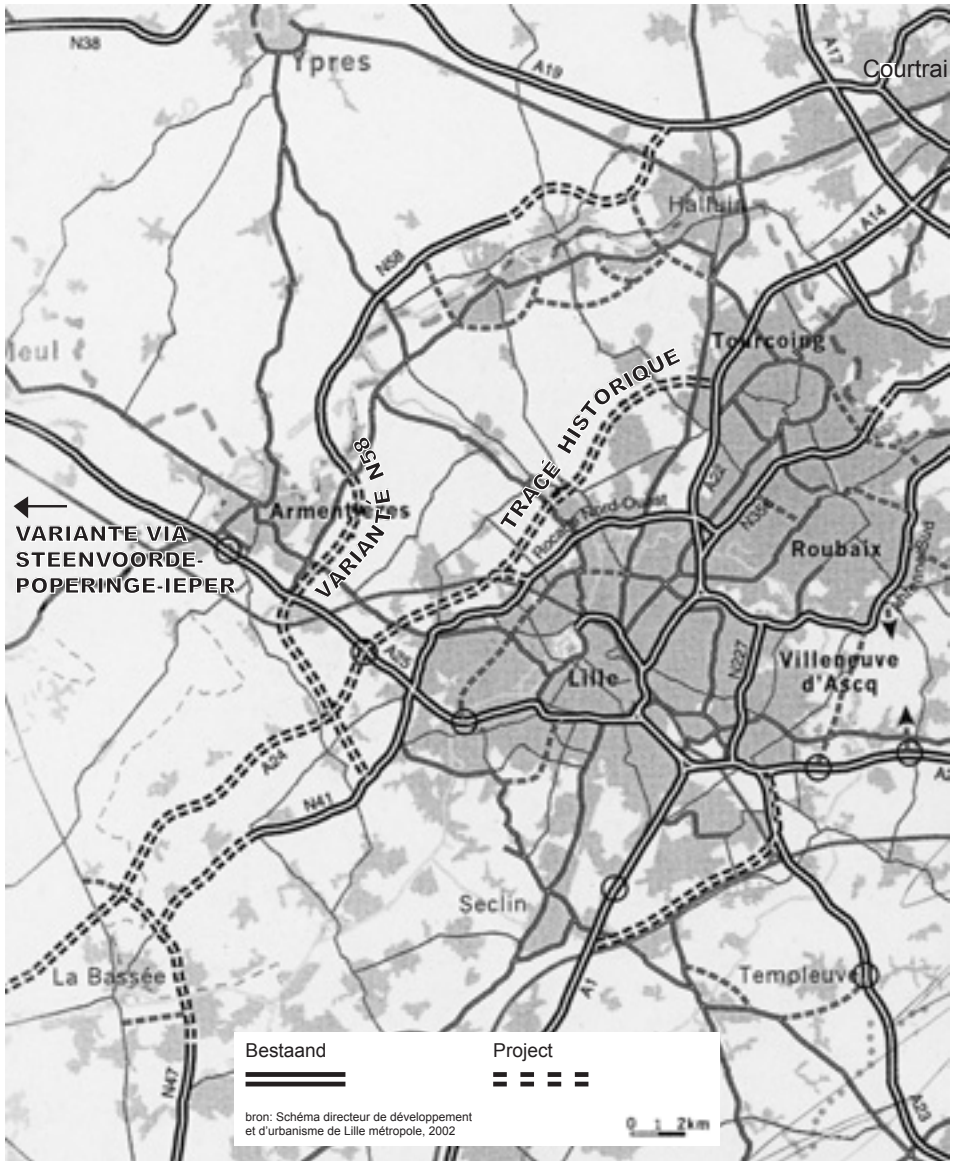 N38
Ypres
A19
A17
Courtrai
Halluin
A14
N58
Meul
Tourcoing
TRACÉ HISTORIQUE
VARIANTE N58
A22
Rocade Nord-Ouest
N356
Armentières
Roubaix
VARIANTE VIA
STEENVOORDE-
POPERINGE-IEPER
A25
Lille
N227
Villeneuve
d'Ascq
A24
N41
Seclin
La Bassée
Templeuve
A1
N47
A23
Bestaand
Project
bron: Schéma directeur de développement
et d'urbanisme de Lille métropole, 2002
0 1 2km